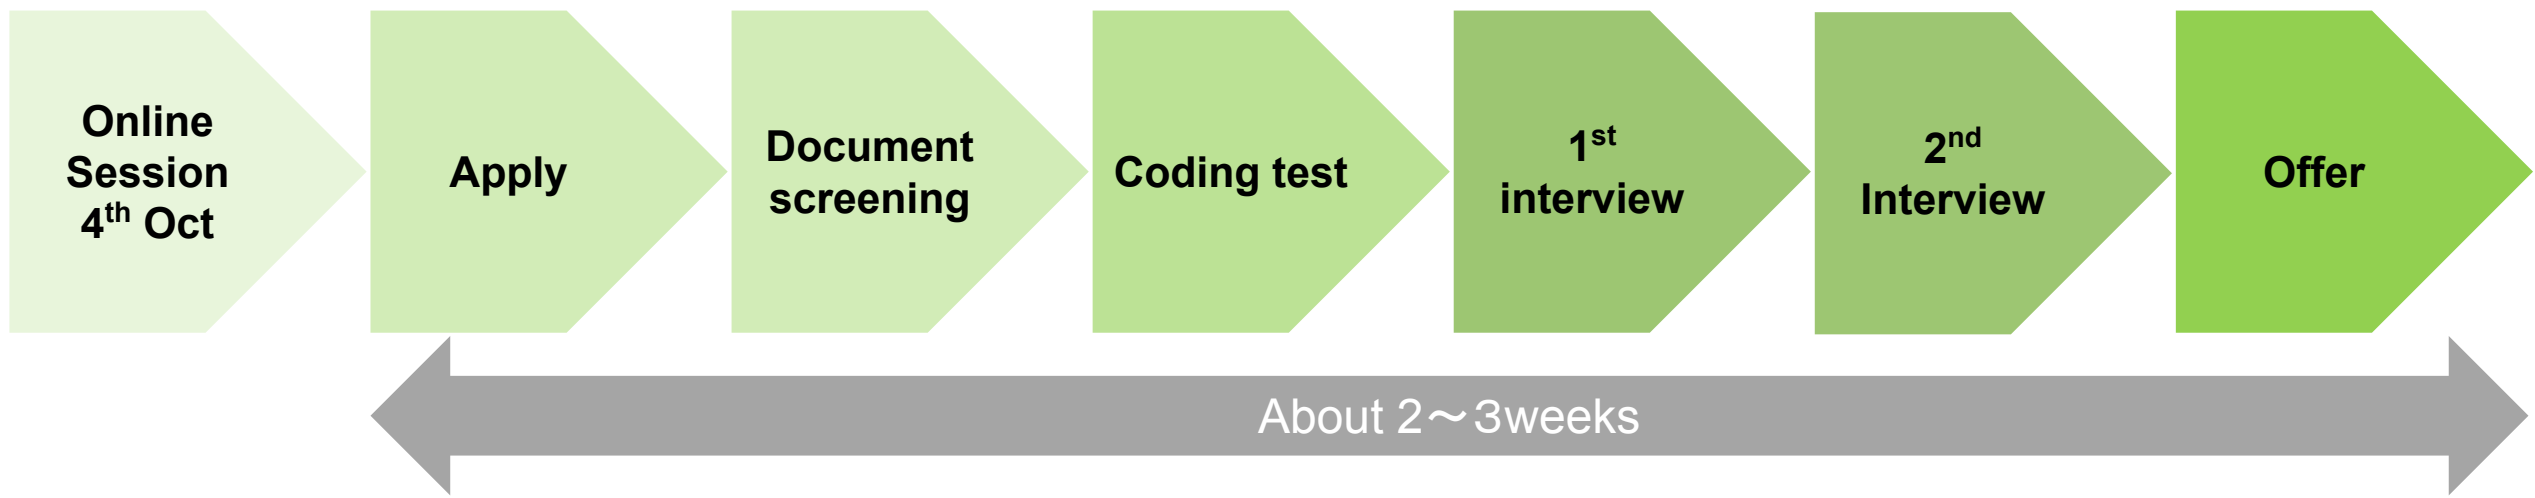 Online
Session
4th Oct
Apply
Document
screening
Coding test
1st
interview
2nd
Interview
Offer
About 2～3weeks